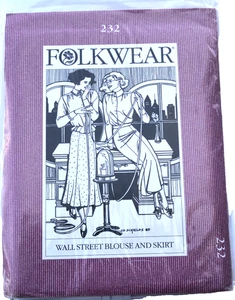 232
FOLKWEAR
WALL STREET BLOUSE AND SKIRT
232